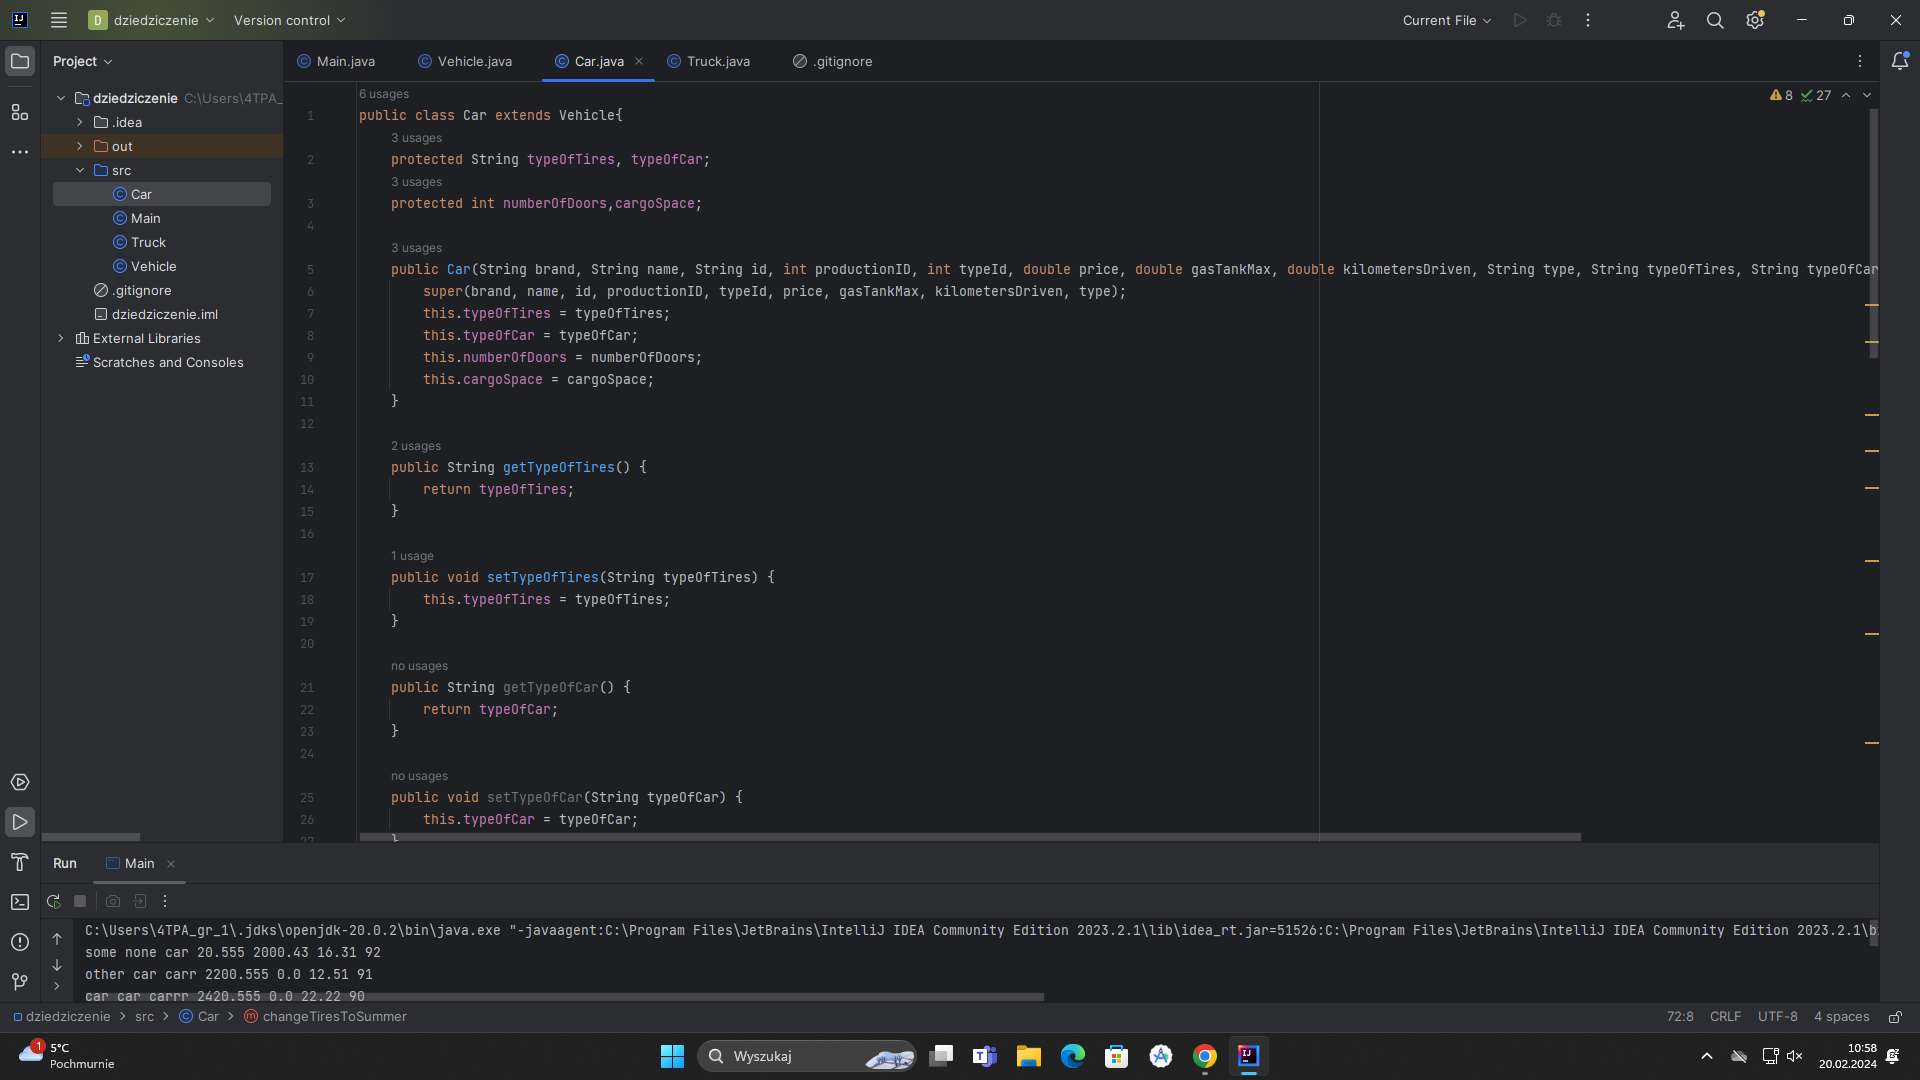 D dziedziczenie Version control Current File
Project
Main.java Vehicle.java Car.java Truck.java .gitignore
dziedziczenie C:\Users\4TPA_
.idea
out
src
Car
Main
Truck
Vehicle
.gitignore
dziedziczenie.iml
External Libraries
Scratches and Consoles
8 27
6 usages
1 public class Car extends Vehicle{
3 usages
2 protected String typeOfTires, typeOfCar;
3 usages
3 protected int numberOfDoors,cargoSpace;
4
3 usages
5 public Car(String brand, String name, String id, int productionID, int typeId, double price, double gasTankMax, double kilometersDriven, String type, String typeOfTires, String typeOfCar
6 super(brand, name, id, productionID, typeId, price, gasTankMax, kilometersDriven, type);
7 this.typeOfTires = typeOfTires;
8 this.typeOfCar = typeOfCar;
9 this.numberOfDoors = numberOfDoors;
10 this.cargoSpace = cargoSpace;
11 }
12
2 usages
13 public String getTypeOfTires() {
14 return typeOfTires;
15 }
16
1 usage
17 public void setTypeOfTires(String typeOfTires) {
18 this.typeOfTires = typeOfTires;
19 }
20
no usages
21 public String getTypeOfCar() {
22 return typeOfCar;
23 }
24
no usages
25 public void setTypeOfCar(String typeOfCar) {
26 this.typeOfCar = typeOfCar;
27 }
Run Main
C:\Users\4TPA_gr_1\.jdks\openjdk-20.0.2\bin\java.exe "-javaagent:C:\Program Files\JetBrains\IntelliJ IDEA Community Edition 2023.2.1\lib\idea_rt.jar=51526:C:\Program Files\JetBrains\IntelliJ IDEA Community Edition 2023.2.1\b
some none car 20.555 2000.43 16.31 92
other car carr 2200.555 0.0 12.51 91
car car carrr 2420.555 0.0 22.22 90
dziedziczenie > src > Car > changeTiresToSummer 72:8 CRLF UTF-8 4 spaces
1 5°C
Pochmurnie
Wyszukaj
10:58
20.02.2024